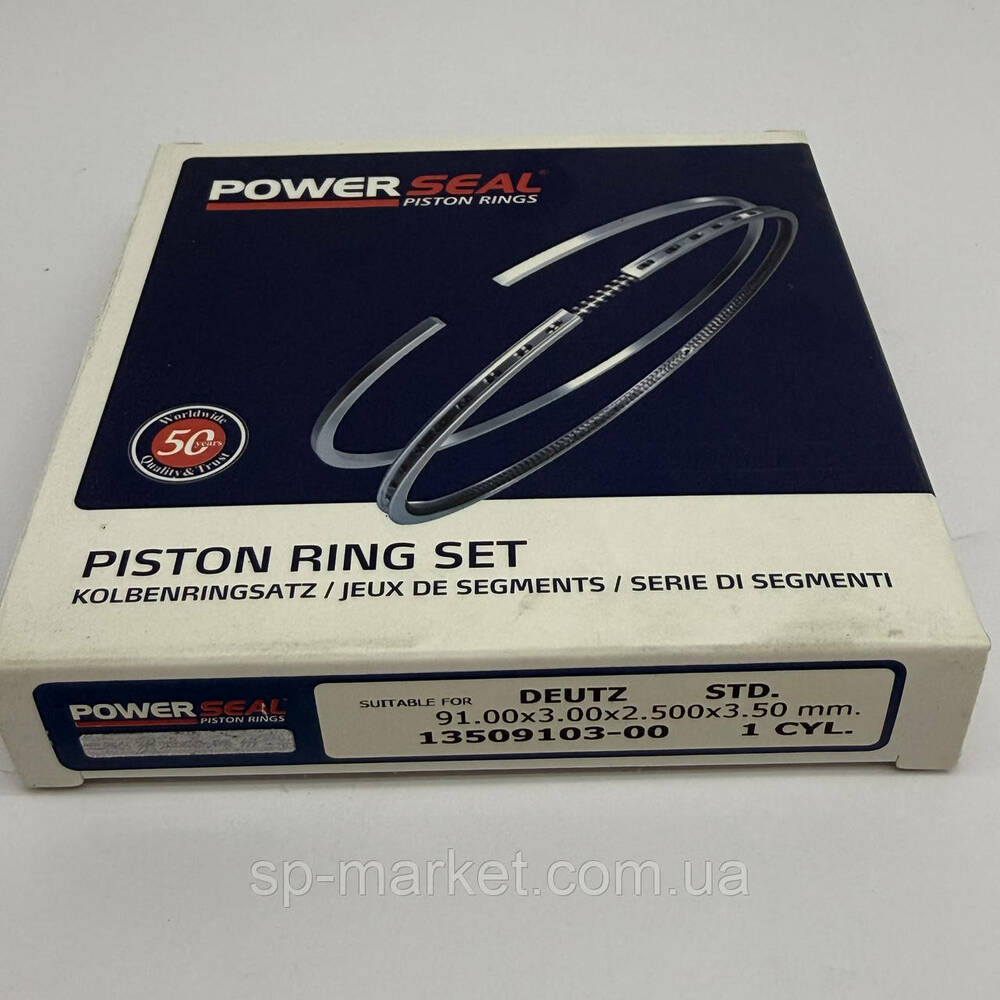 POWER SEAL®
PISTON RINGS
Worldwide
50 years
Quality & Trust
PISTON RING SET
KOLBENRINGSATZ / JEUX DE SEGMENTS / SERIE DI SEGMENTI
POWER SEAL
PISTON RINGS
SUITABLE FOR DEUTZ STD.
91.00x3.00x2.500x3.50 mm.
13509103-00 1 CYL.
sp-market.com.ua